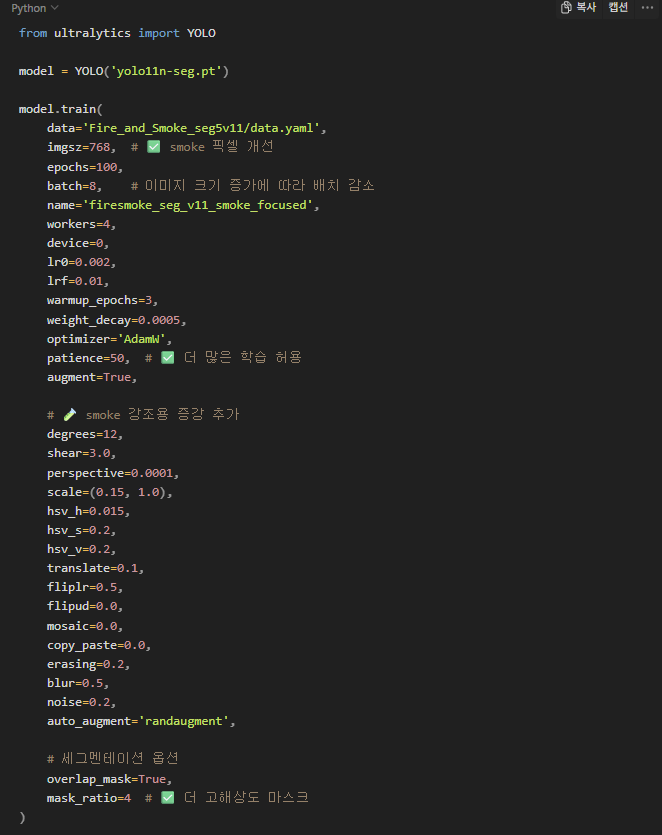 Python
복사 캡션 ···
from ultralytics import YOLO
model = YOLO('yolo11n-seg.pt')
model.train(
    data='Fire_and_Smoke_seg5v11/data.yaml',
    imgsz=768,  # ✅ smoke 픽셀 개선
    epochs=100,
    batch=8,    # 이미지 크기 증가에 따라 배치 감소
    name='firesmoke_seg_v11_smoke_focused',
    workers=4,
    device=0,
    lr0=0.002,
    lrf=0.01,
    warmup_epochs=3,
    weight_decay=0.0005,
    optimizer='AdamW',
    patience=50,  # ✅ 더 많은 학습 허용
    augment=True,
    # 🧪 smoke 강조용 증강 추가
    degrees=12,
    shear=3.0,
    perspective=0.0001,
    scale=(0.15, 1.0),
    hsv_h=0.015,
    hsv_s=0.2,
    hsv_v=0.2,
    translate=0.1,
    fliplr=0.5,
    flipud=0.0,
    mosaic=0.0,
    copy_paste=0.0,
    erasing=0.2,
    blur=0.5,
    noise=0.2,
    auto_augment='randaugment',
    # 세그멘테이션 옵션
    overlap_mask=True,
    mask_ratio=4  # ✅ 더 고해상도 마스크
)